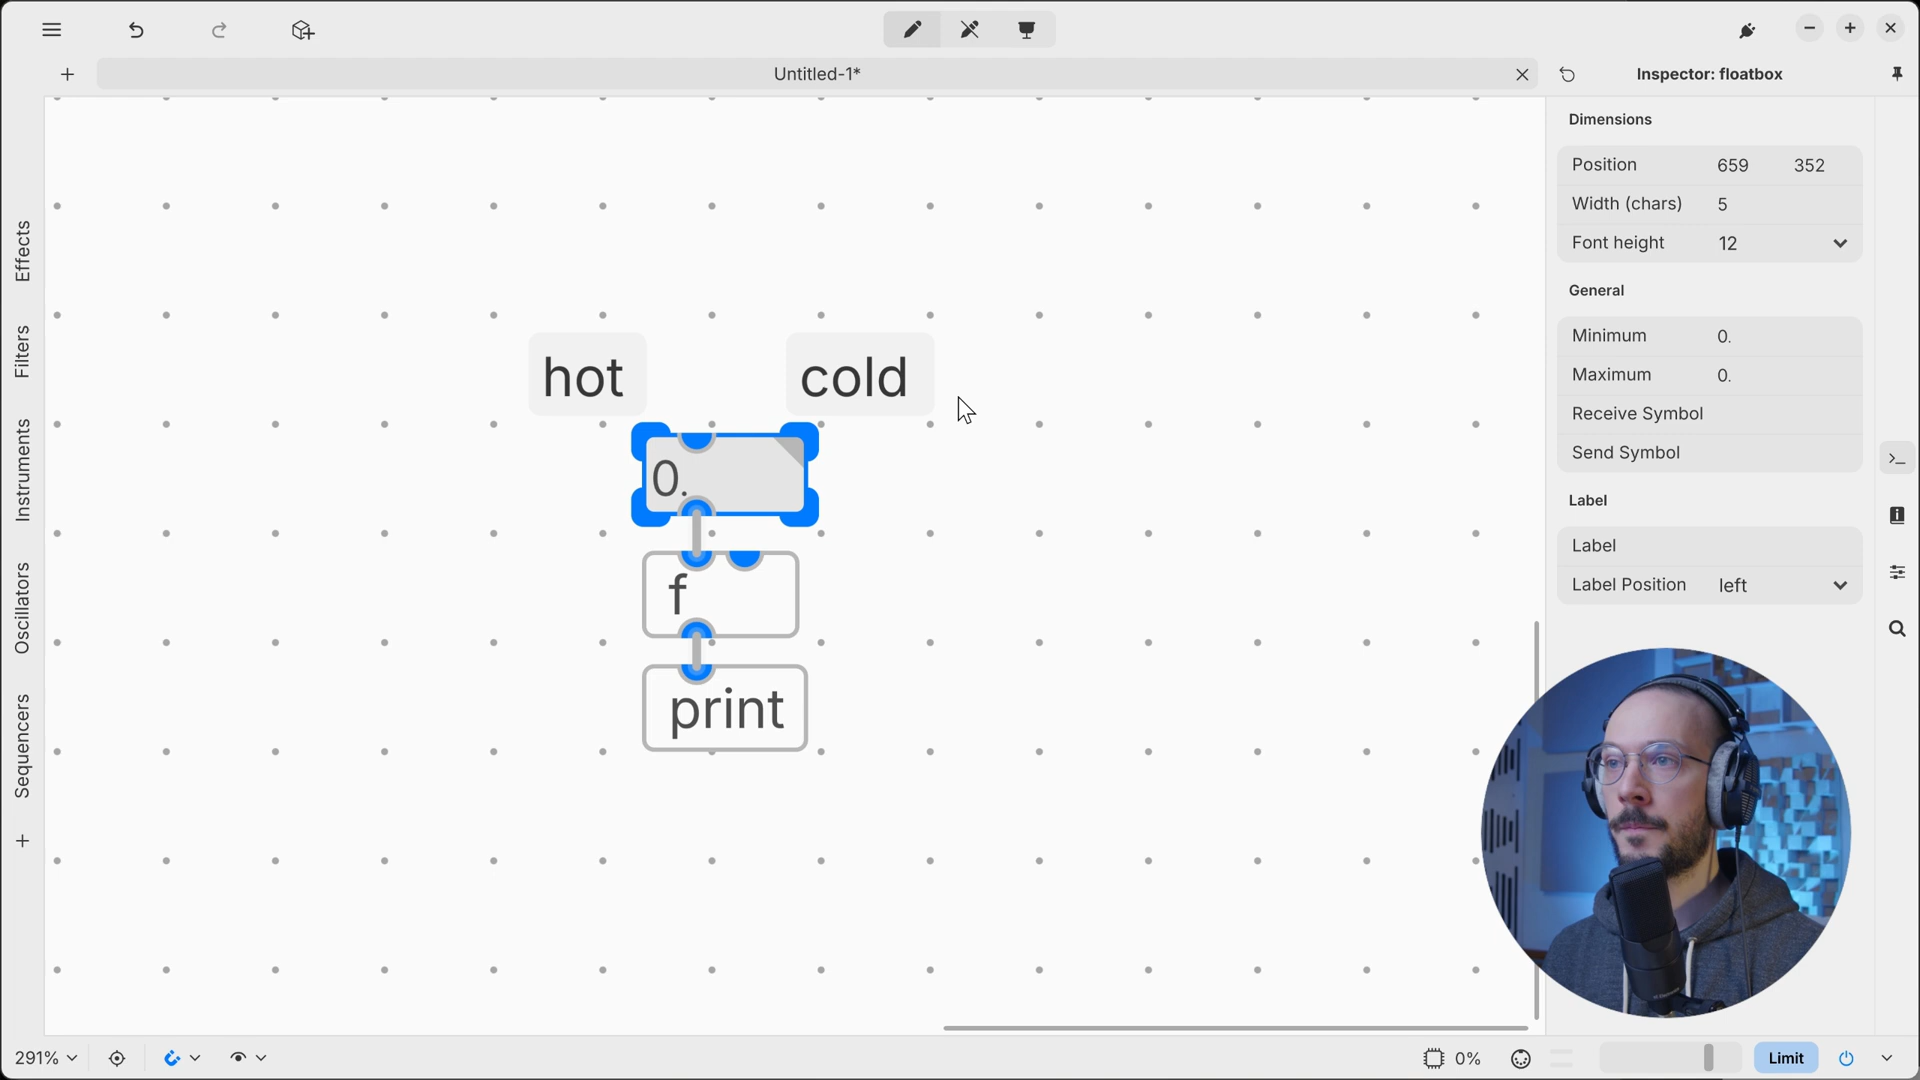 Untitled-1*
Inspector: floatbox
Effects
Filters
Instruments
Oscillators
Sequencers
hot
cold
0.
f
print
Dimensions
Position 659 352
Width (chars) 5
Font height 12
General
Minimum 0.
Maximum 0.
Receive Symbol
Send Symbol
Label
Label
Label Position left
291%
0%
Limit